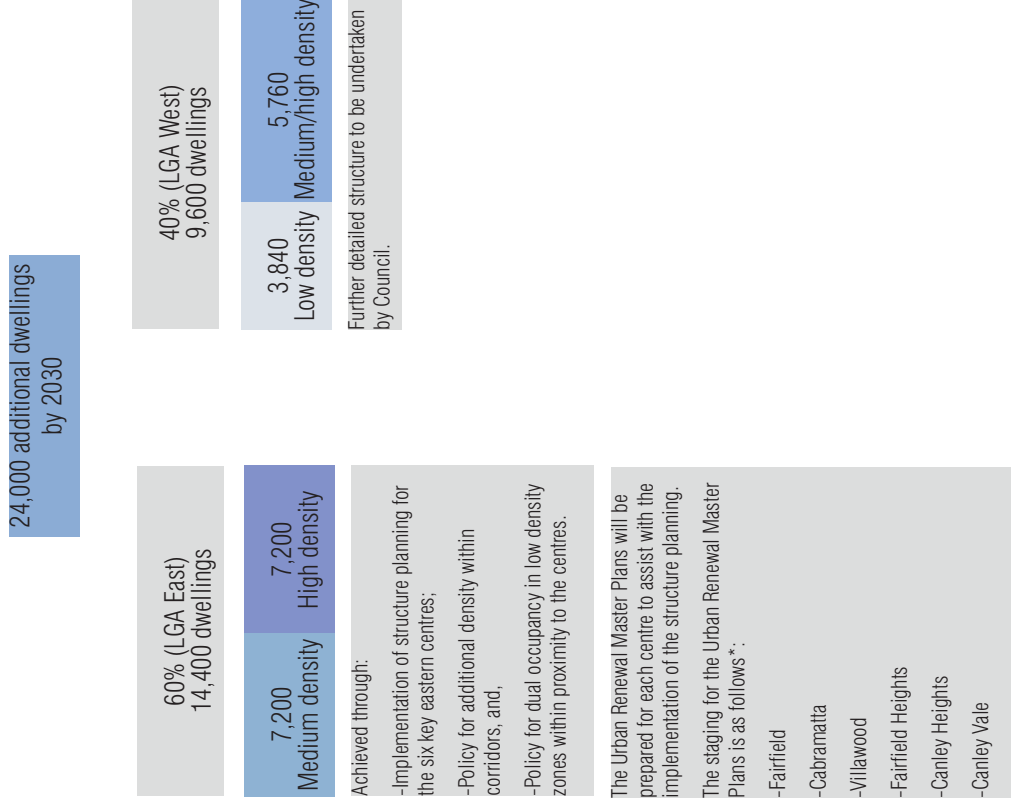 24,000 additional dwellings
by 2030
60% (LGA East)
14,400 dwellings
7,200
Medium density
7,200
High density
Achieved through:
-Implementation of structure planning for
the six key eastern centres;
-Policy for additional density within
corridors, and,
-Policy for dual occupancy in low density
zones within proximity to the centres.
The Urban Renewal Master Plans will be
prepared for each centre to assist with the
implementation of the structure planning.
The staging for the Urban Renewal Master
Plans is as follows*:
-Fairfield
-Cabramatta
-Villawood
-Fairfield Heights
-Canley Heights
-Canley Vale
40% (LGA West)
9,600 dwellings
3,840
Low density
5,760
Medium/high density
Further detailed structure to be undertaken
by Council.